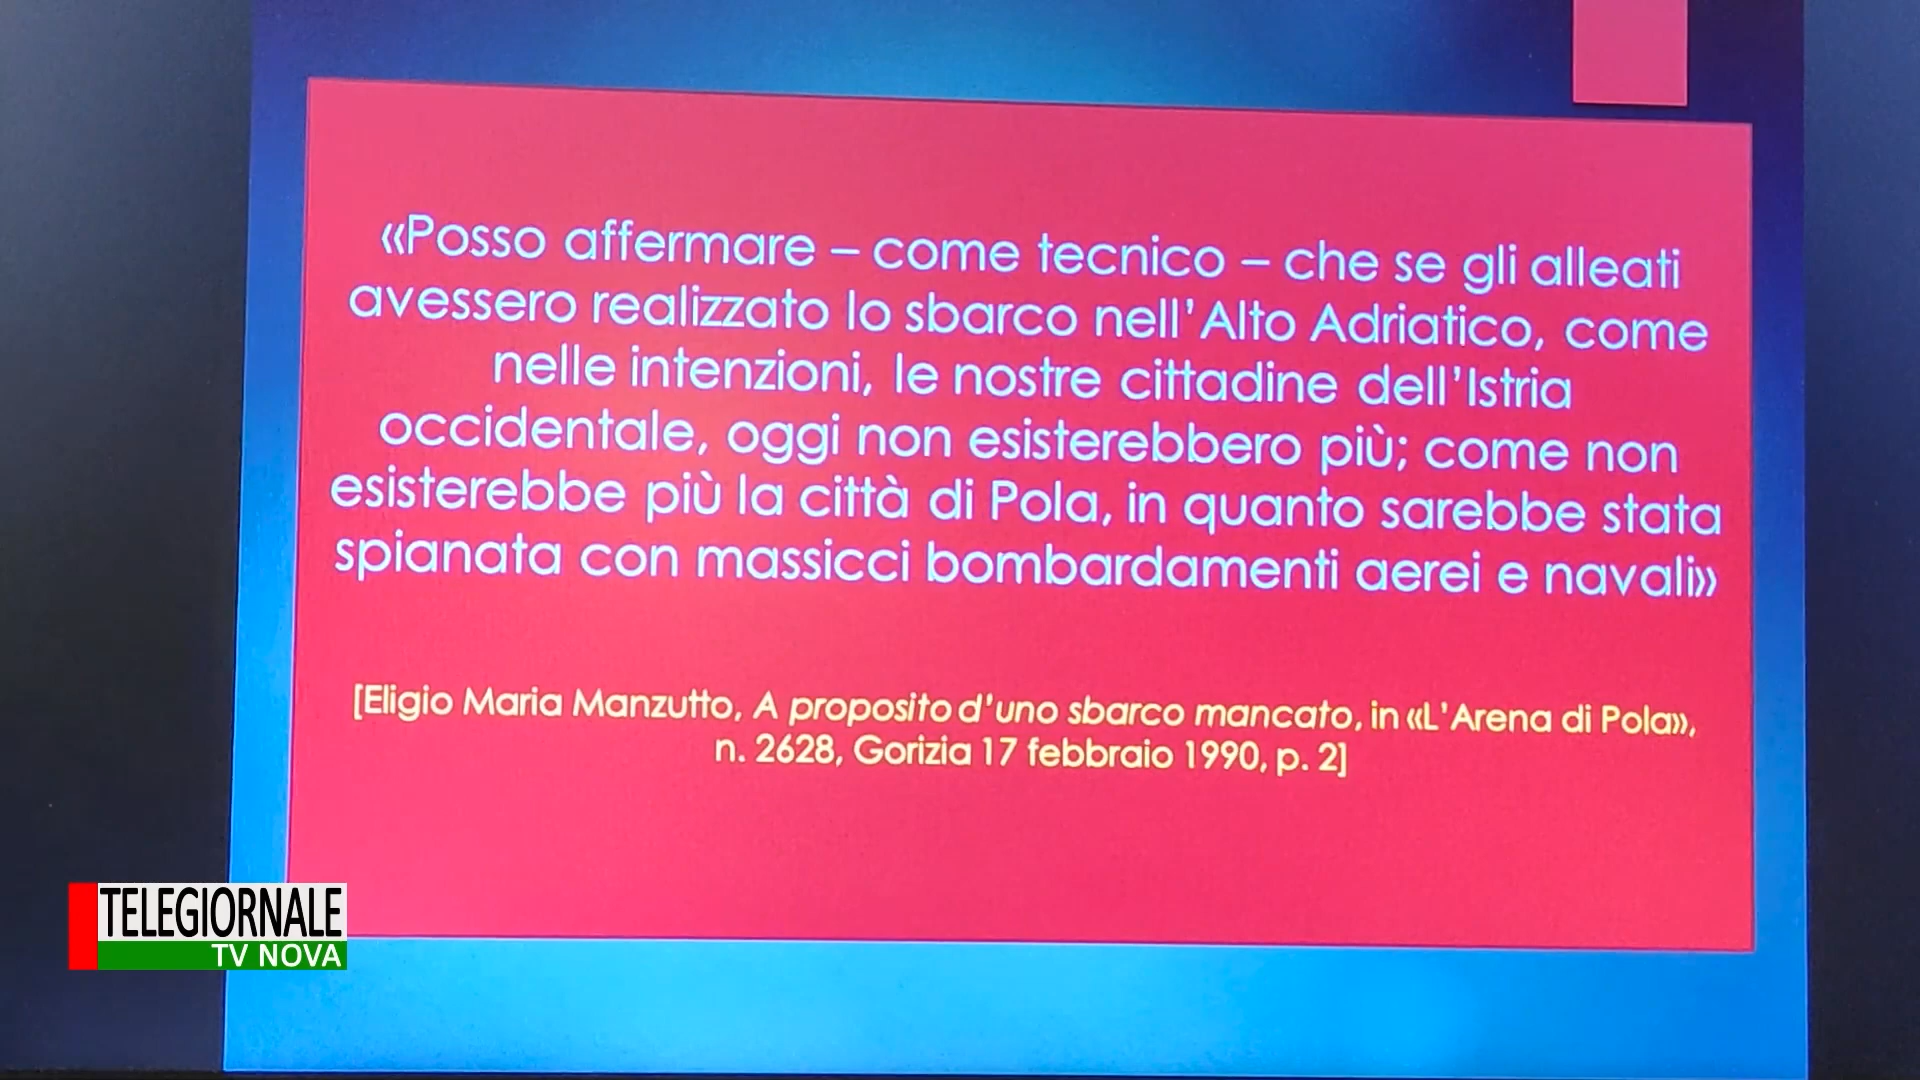 «Posso affermare – come tecnico – che se gli alleati
avessero realizzato lo sbarco nell'Alto Adriatico, come
nelle intenzioni, le nostre cittadine dell'Istria
occidentale, oggi non esisterebbero più; come non
esisterebbe più la città di Pola, in quanto sarebbe stata
spianata con massicci bombardamenti aerei e navali»
[Eligio Maria Manzutto, A proposito d'uno sbarco mancato, in «L'Arena di Pola»,
n. 2628, Gorizia 17 febbraio 1990, p. 2]
TELEGIORNALE
TV NOVA